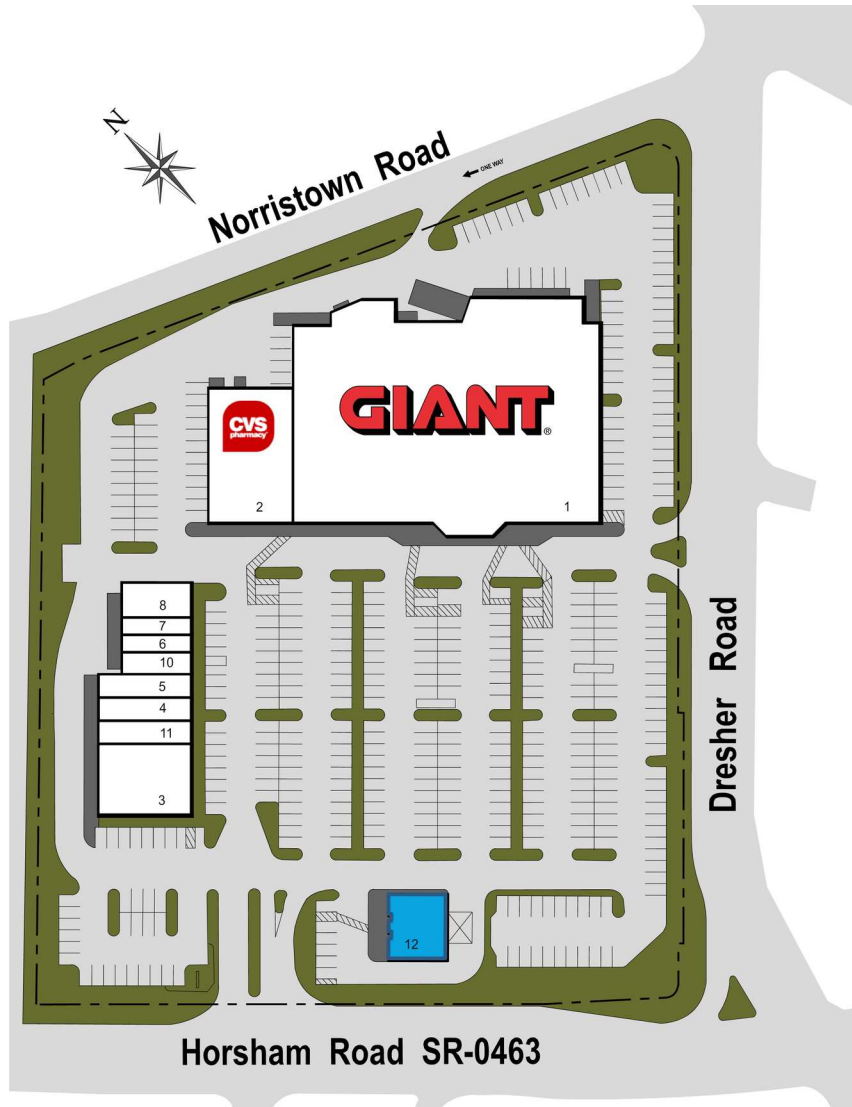 N
Norristown Road
ONE WAY
GIANT
®
CVS
pharmacy®
2
1
8
7
6
10
5
4
11
3
Dresher Road
12
Horsham Road SR-0463